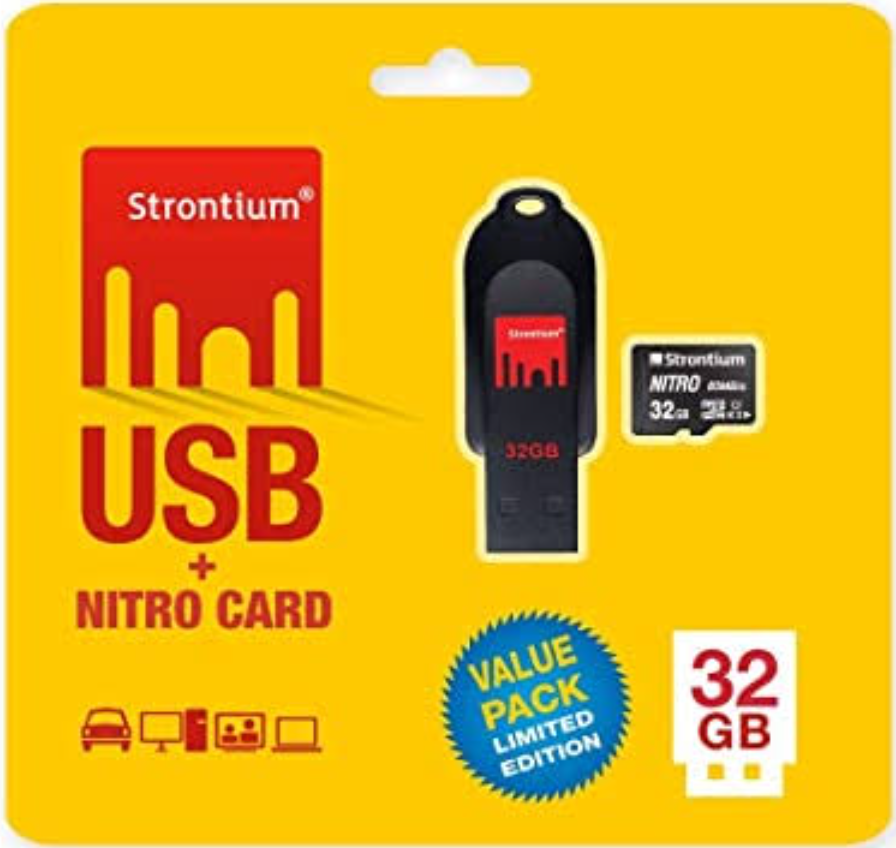 Strontium®
USB
+
NITRO CARD
Strontium
32GB
Strontium
NITRO
32GB
VALUE
PACK
LIMITED
EDITION
32
GB